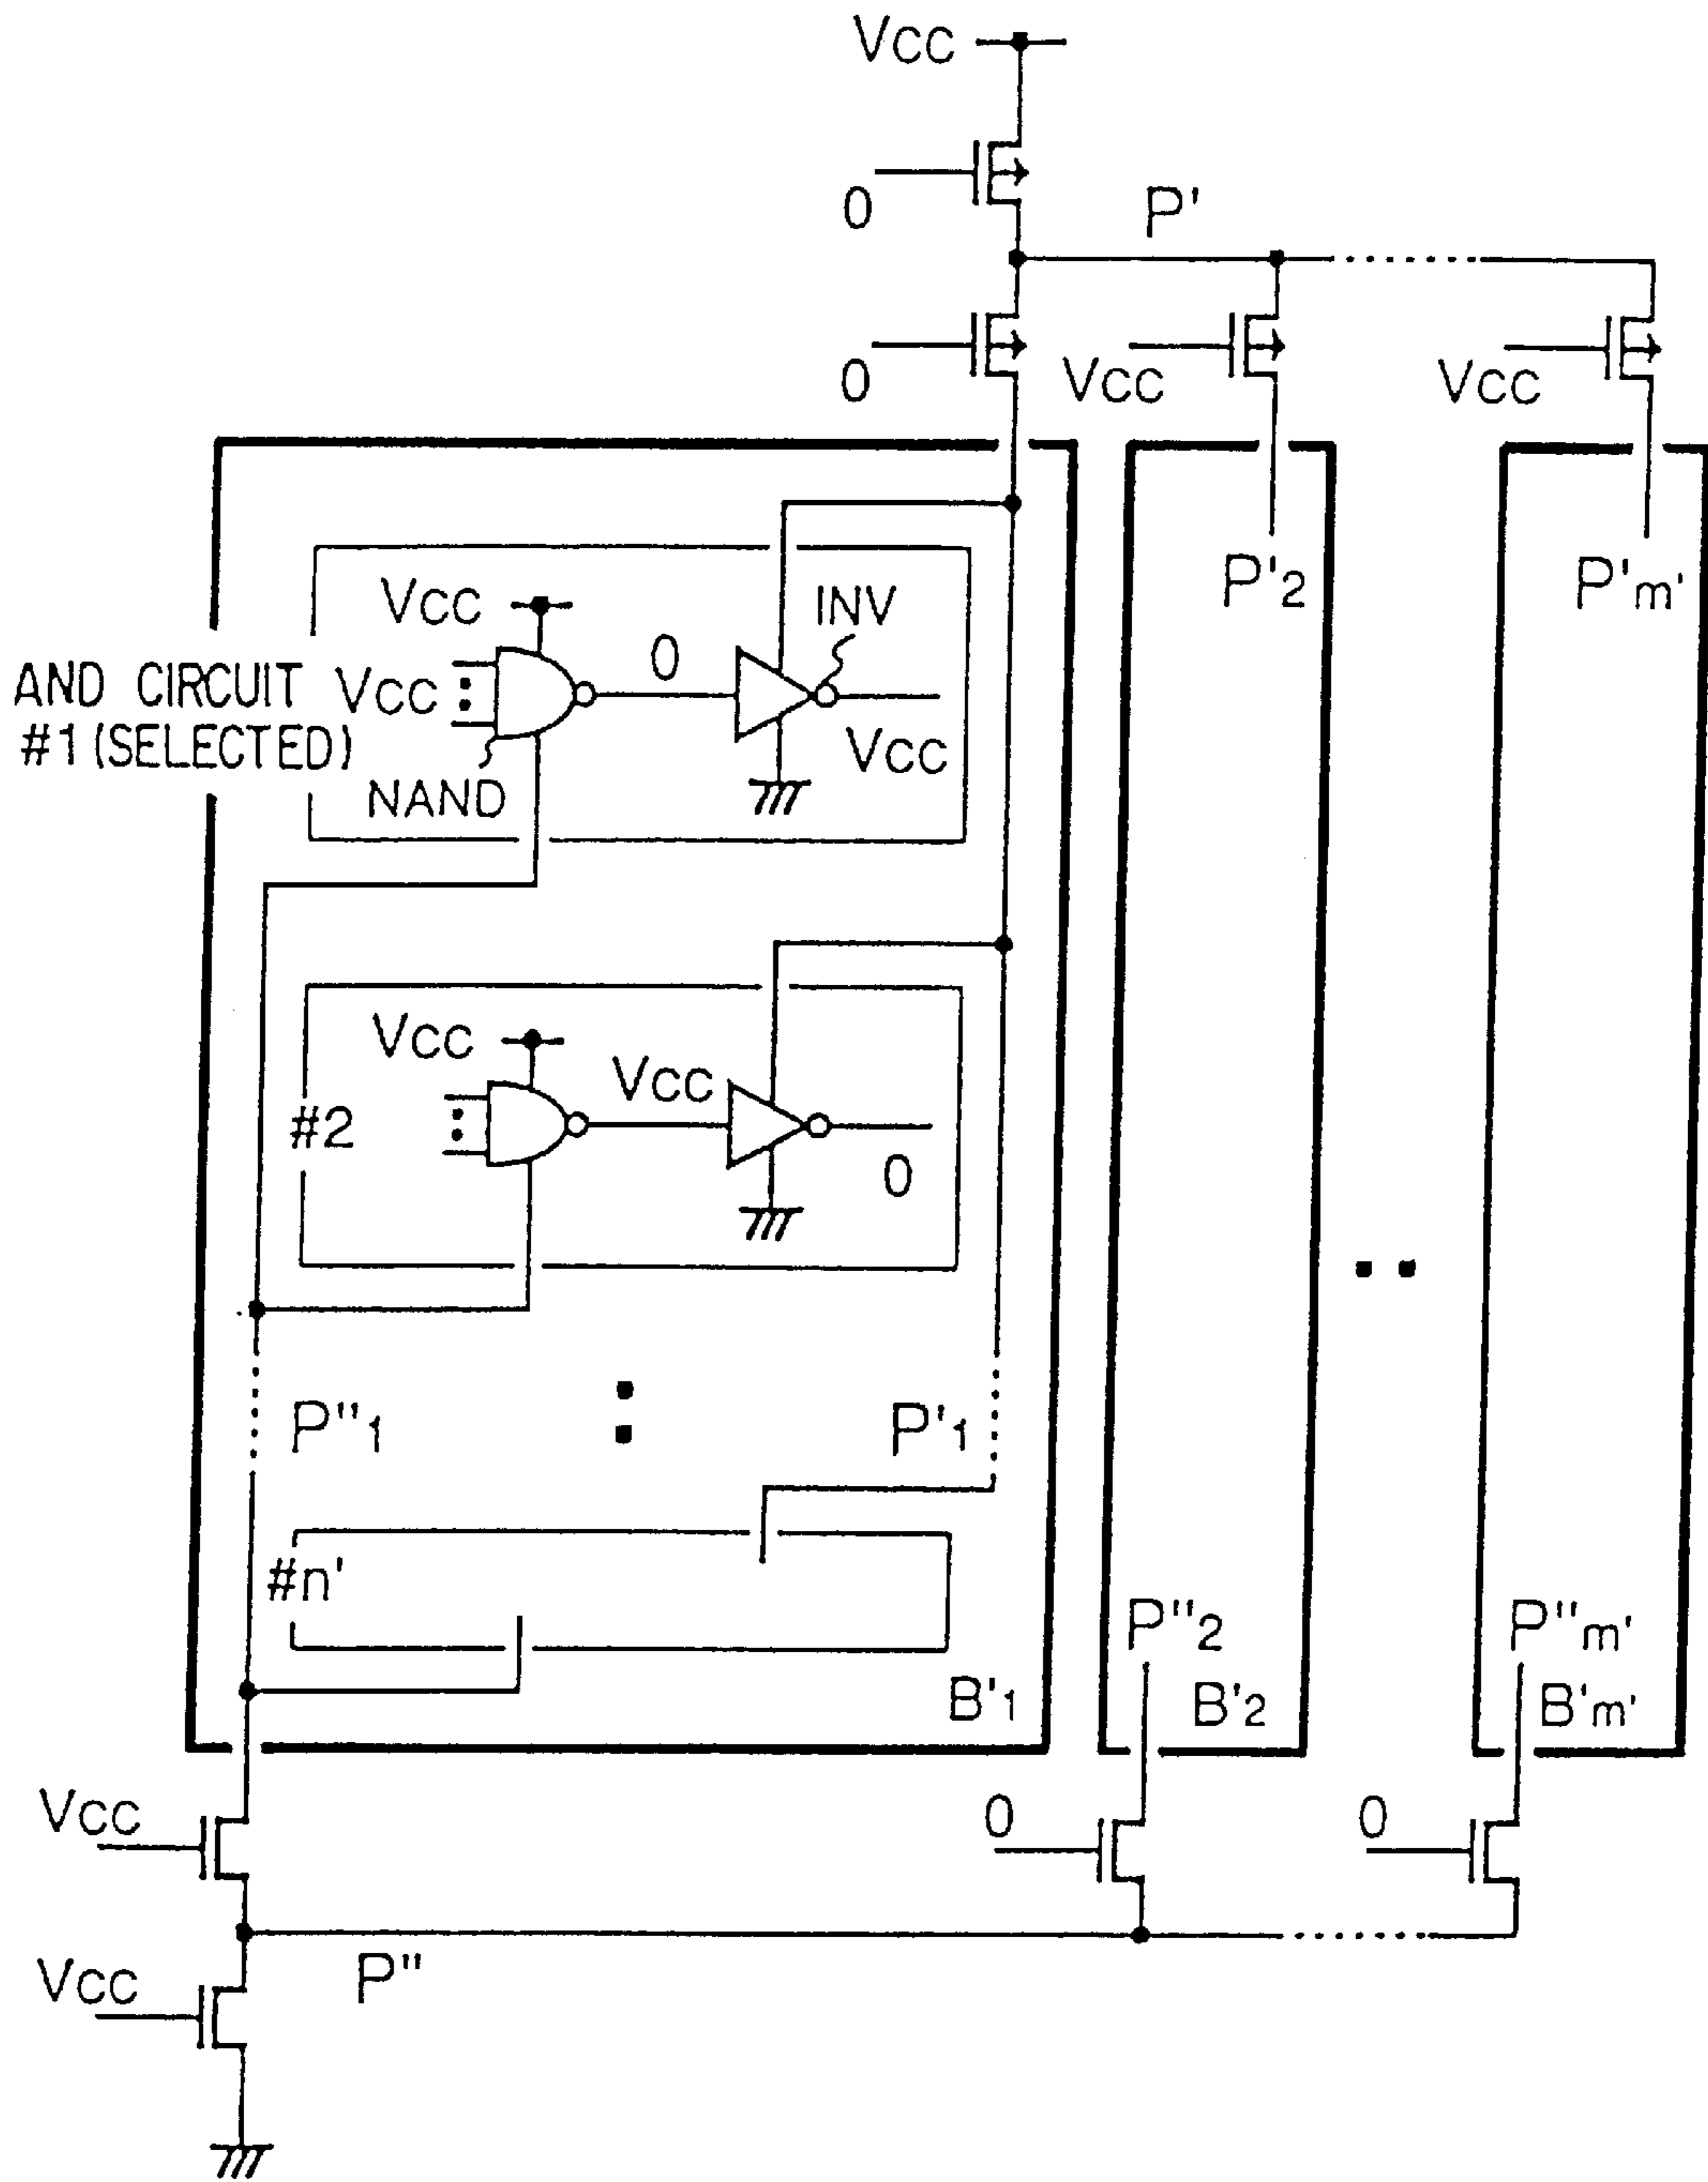 VCC
0
P'
0
VCC
VCC
P'2
P'm'
VCC
INV
0
AND CIRCUIT
#1 (SELECTED)
VCC
VCC
NAND
VCC
VCC
#2
0
P"1
P'1
#n'
P"2
P"m'
B'1
B'2
B'm'
VCC
0
0
P"
VCC